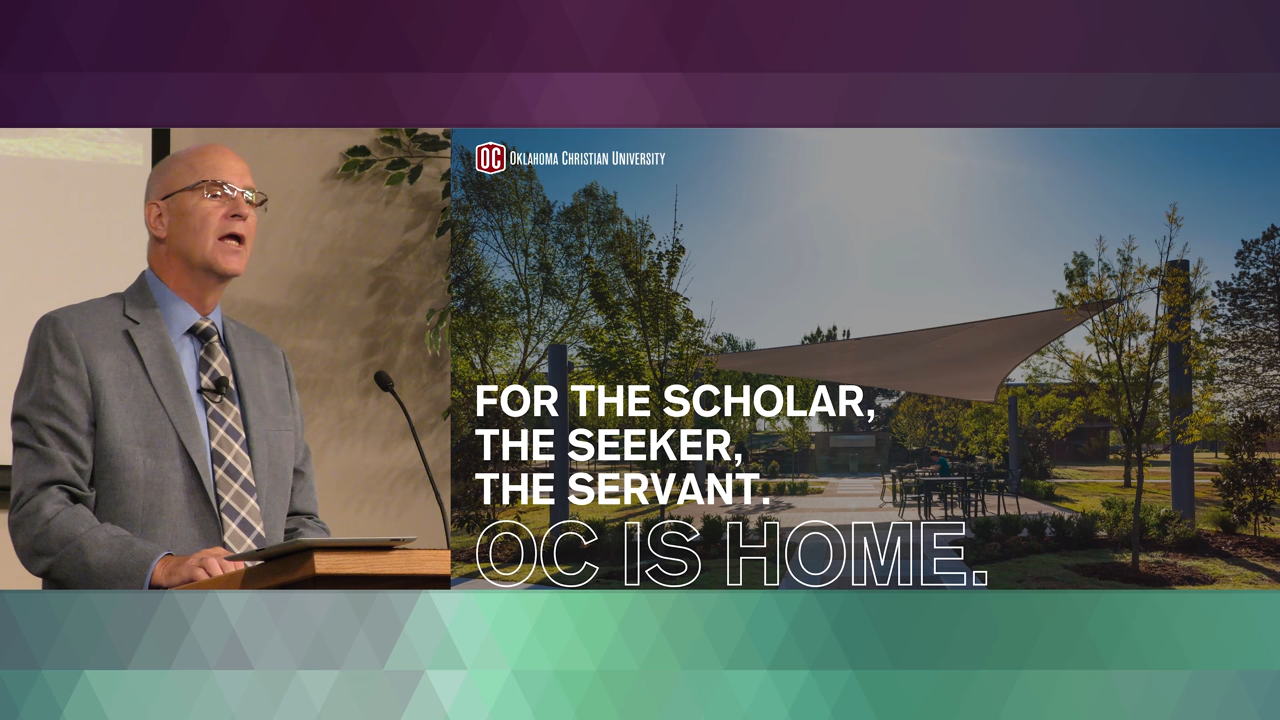 OC OKLAHOMA CHRISTIAN UNIVERSITY
FOR THE SCHOLAR,
THE SEEKER,
THE SERVANT.
OC IS HOME.